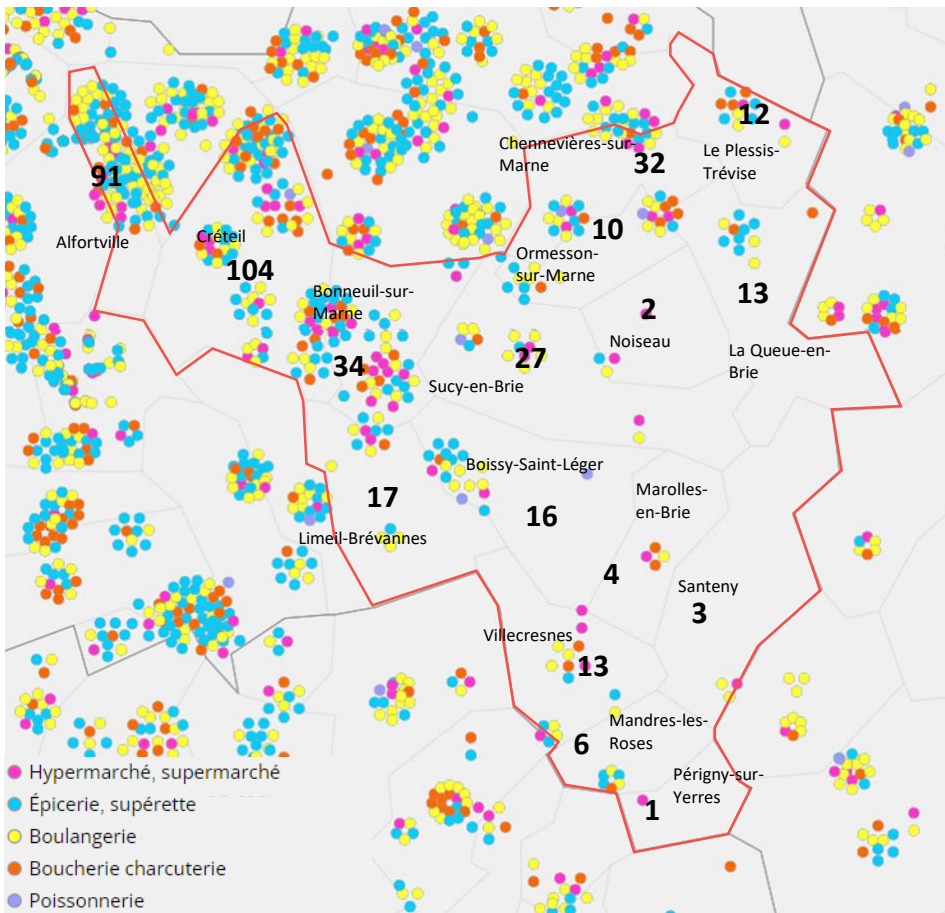 12
Chennevières-sur-
Marne
32
Le Plessis-
Trévise
91
10
Alfortville
Créteil
Ormesson-
sur-Marne
104
Bonneuil-sur-
Marne
13
2
Noiseau
La Queue-en-
Brie
34
27
Sucy-en-Brie
Boissy-Saint-Léger
17
16
Marolles-
en-Brie
Limeil-Brévannes
4
Santeny
3
Villecresnes
13
Mandres-les-
Roses
6
Périgny-sur-
Yerres
1
Hypermarché, supermarché
Épicerie, supérette
Boulangerie
Boucherie charcuterie
Poissonnerie